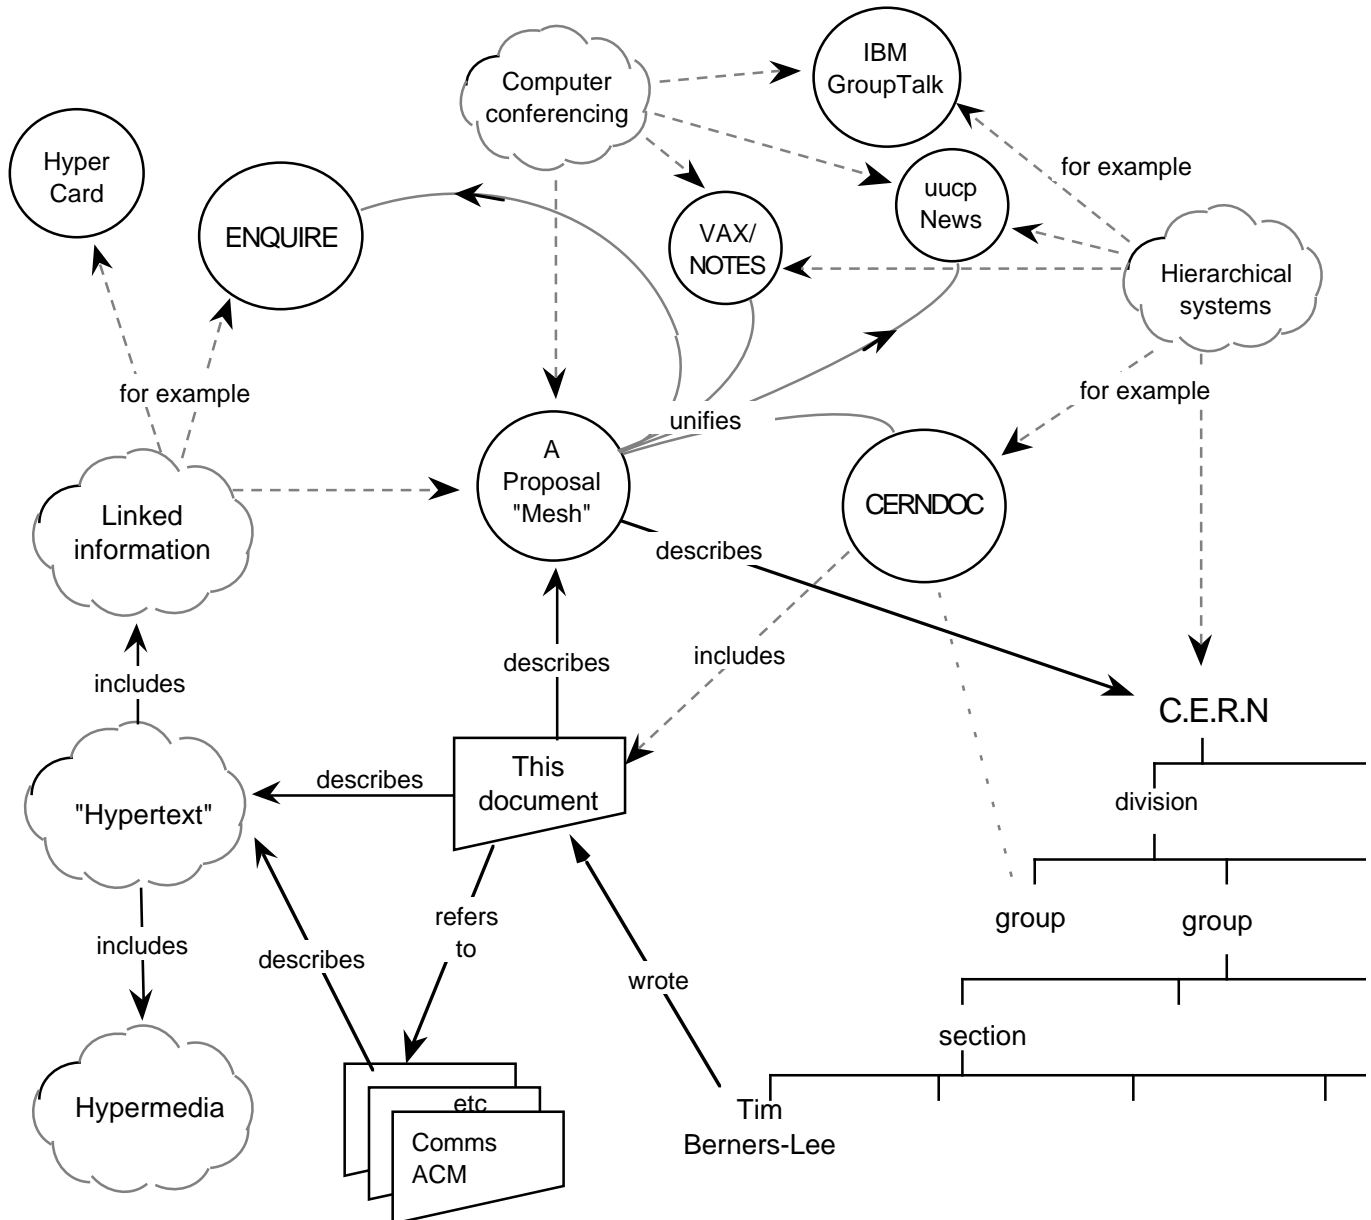 IBM
GroupTalk
Computer
conferencing
Hyper
Card
for example
uucp
News
ENQUIRE
VAX/
NOTES
Hierarchical
systems
for example
for example
unifies
A
Proposal
"Mesh"
CERNDOC
Linked
information
describes
describes
includes
includes
C.E.R.N
This
document
describes
"Hypertext"
division
refers
to
group
group
includes
describes
wrote
section
Hypermedia
etc
Comms
ACM
Tim
Berners-Lee